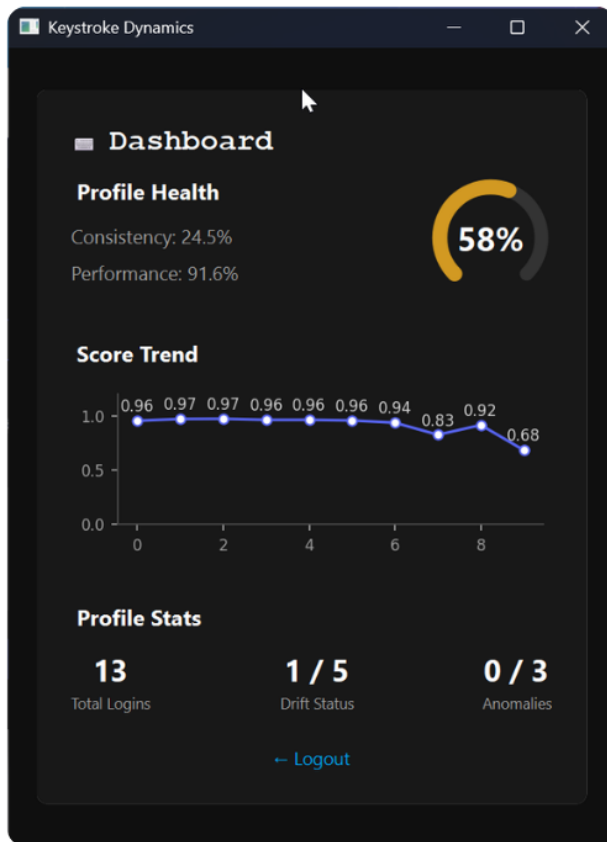 Keystroke Dynamics
Dashboard
Profile Health
Consistency: 24.5%
Performance: 91.6%
58%
Score Trend
0.96 0.97 0.97 0.96 0.96 0.96 0.94 0.83 0.92 0.68
1.0
0.5
0.0
0 2 4 6 8
Profile Stats
13 1 / 5 0 / 3
Total Logins Drift Status Anomalies
← Logout